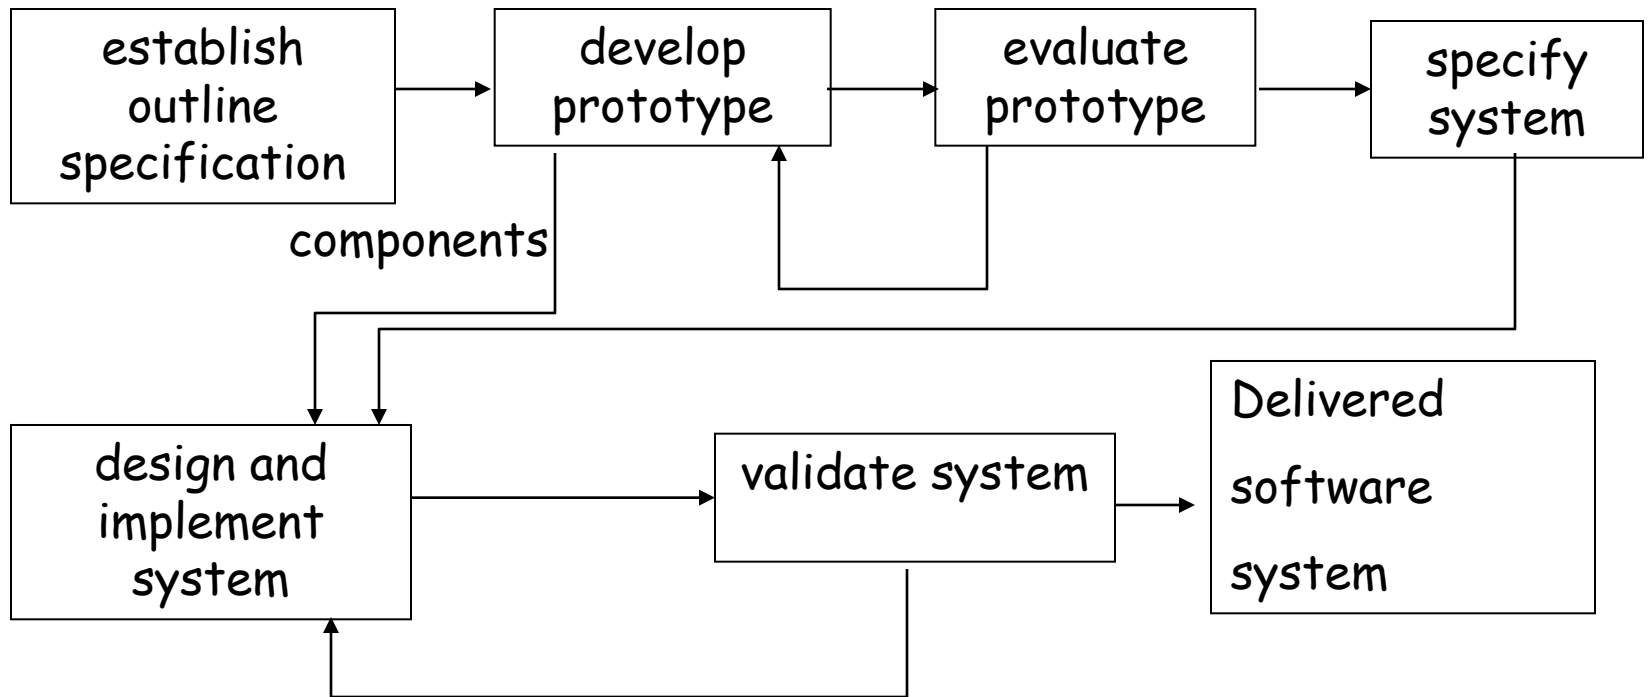 establish
outline
specification
develop
prototype
evaluate
prototype
specify
system
components
design and
implement
system
validate system
Delivered
software
system